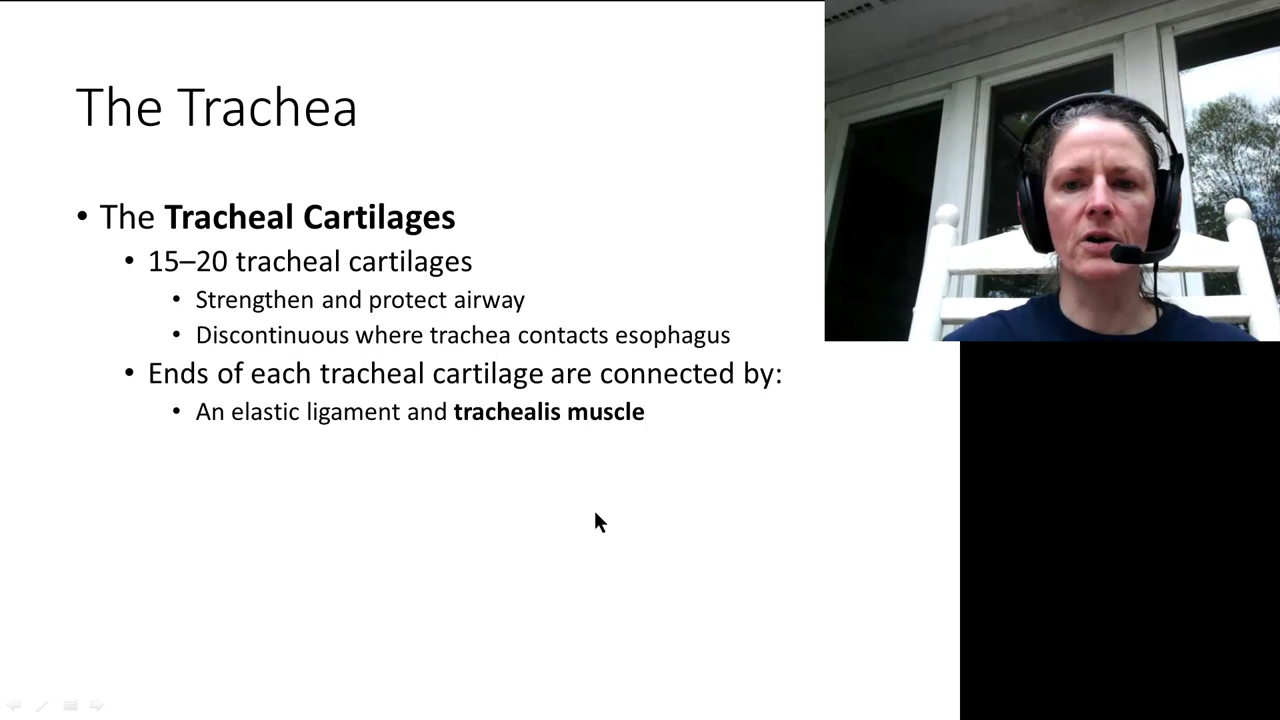 The Trachea
• The Tracheal Cartilages
• 15–20 tracheal cartilages
• Strengthen and protect airway
• Discontinuous where trachea contacts esophagus
• Ends of each tracheal cartilage are connected by:
• An elastic ligament and trachealis muscle